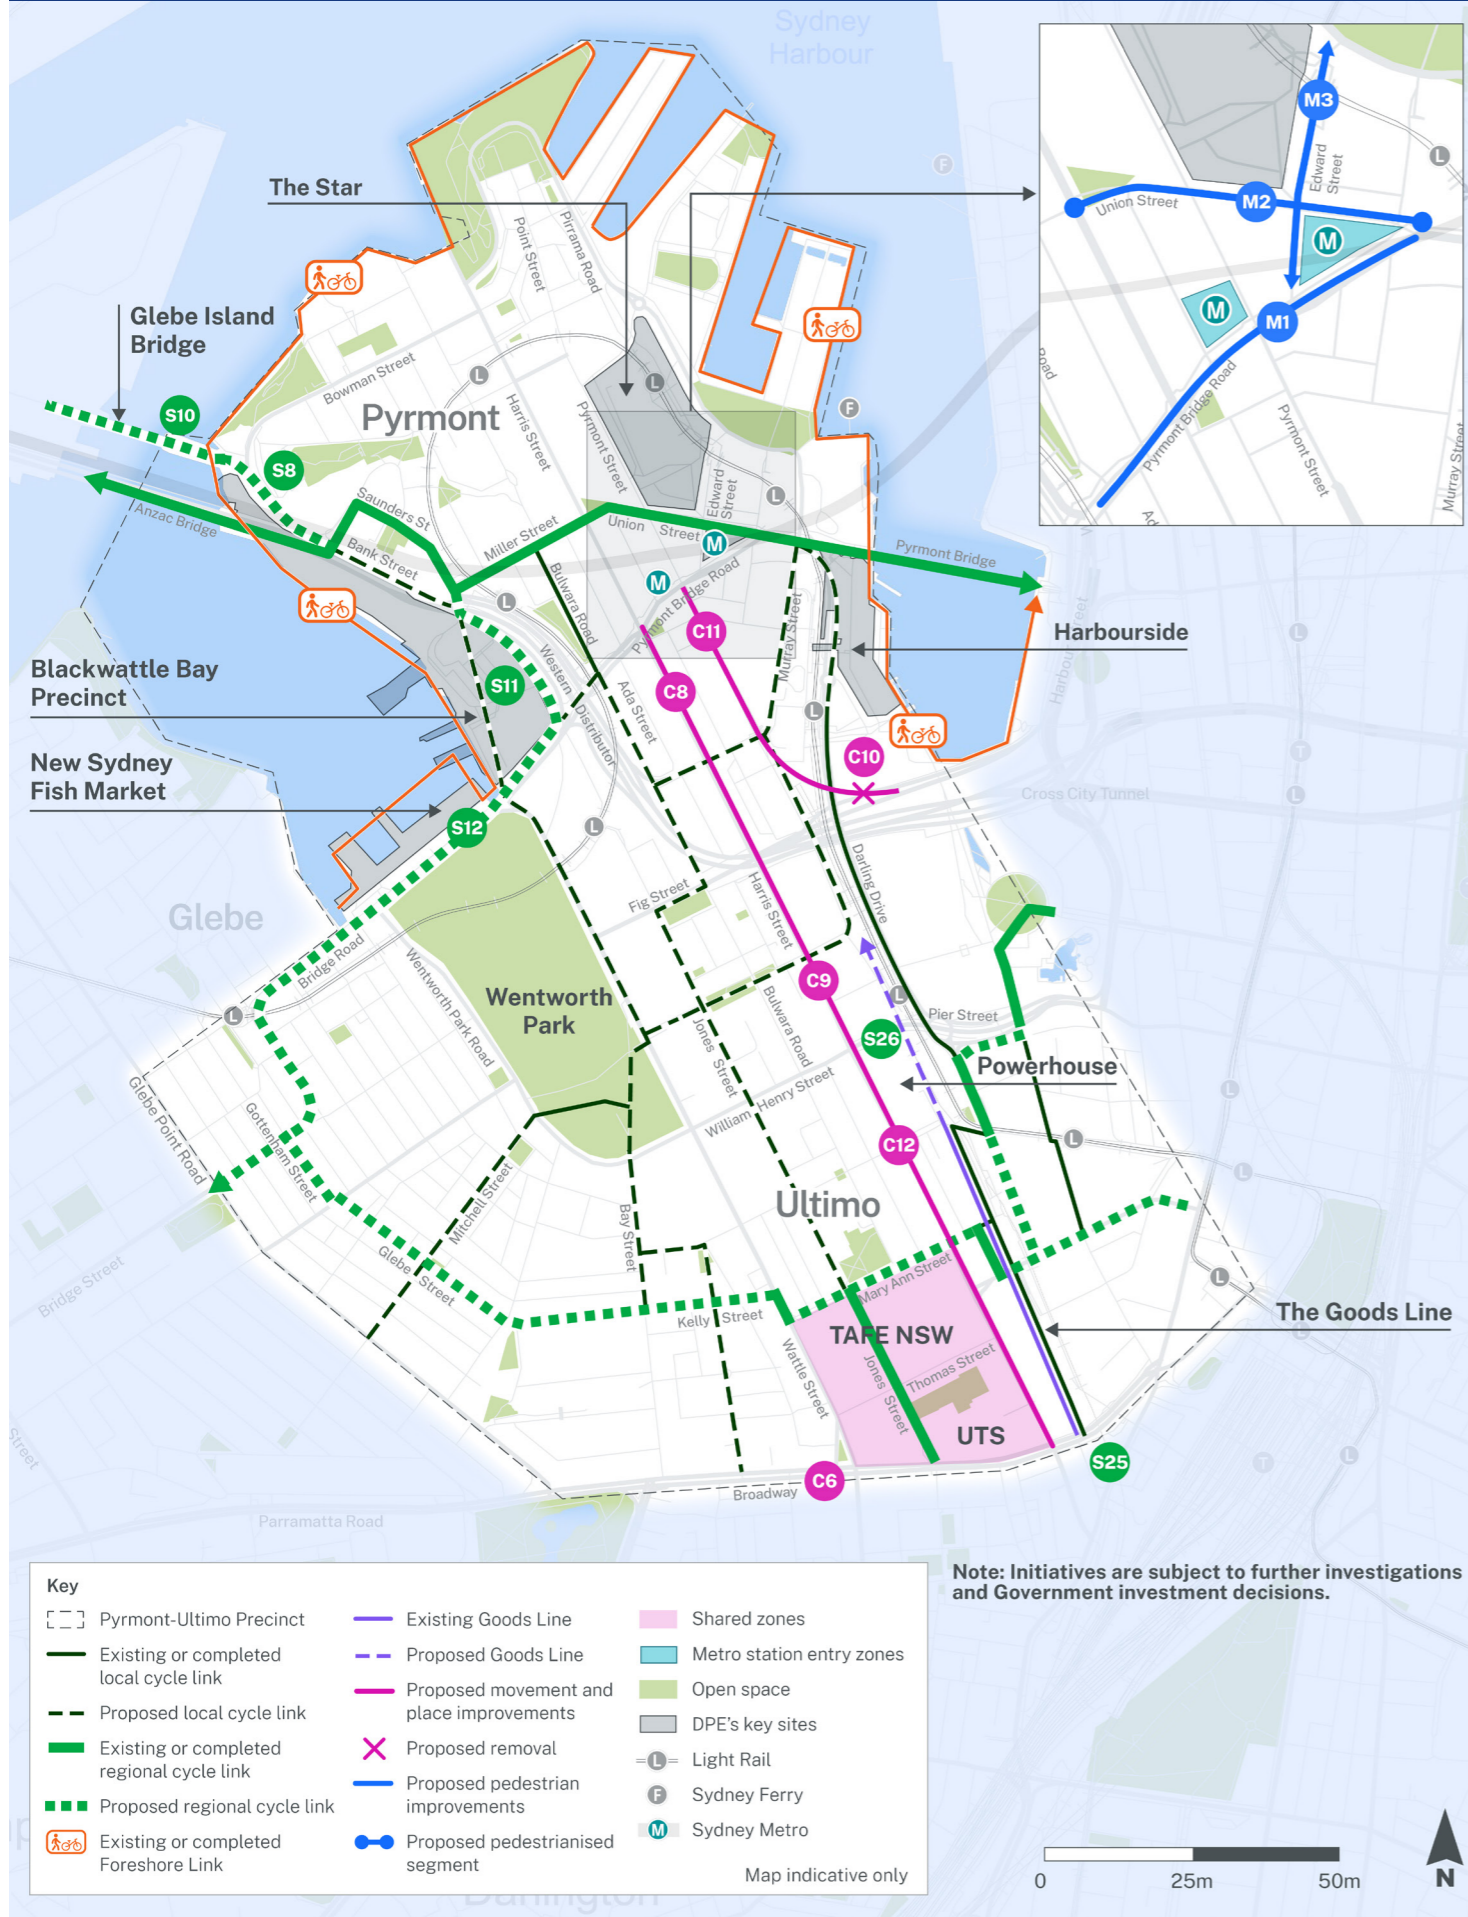 Sydney
Harbour
The Star
Glebe Island
Bridge
Point Street
Pirrama Road
S10
S8
Bowman Street
Pyrmont
Harris Street
Pyrmont Street
Edward
Street
L
L
L
F
F
M3
L
Edward
Street
M2
Union Street
M
M
M1
Pyrmont Bridge Road
Pyrmont Street
Murray Street
Road
Ad
Anzac Bridge
Saunders St
Bank Street
Miller Street
Union Street
M
M
Pyrmont Bridge
Pyrmont Bridge Road
Bulwara Road
L
Murray Street
C11
C8
Harbourside
Harbour Street
L
Blackwattle Bay
Precinct
S11
Western
Distributor
Ada Street
L
C10
T
L
Cross City Tunnel
New Sydney
Fish Market
S12
L
Darling Drive
Fig Street
Harris Street
Glebe
Bridge Road
Wentworth Park Road
Wentworth
Park
C9
Bulwara Road
L
Pier Street
L
Jones Street
S26
Powerhouse
William Henry Street
Glebe Point Road
Gottenham Street
L
L
L
C12
Mitchell Street
Ultimo
Bay Street
Bridge Street
Glebe Street
Mary Ann Street
L
Kelly Street
The Goods Line
L
TAFE NSW
Wattle Street
Jones Street
Thomas Street
UTS
Street
C6
S25
T
L
Broadway
Parramatta Road
Note: Initiatives are subject to further investigations
and Government investment decisions.
Key
Pyrmont-Ultimo Precinct
Existing or completed
local cycle link
Proposed local cycle link
Existing or completed
regional cycle link
Proposed regional cycle link
Existing or completed
Foreshore Link
Existing Goods Line
Proposed Goods Line
Proposed movement and
place improvements
Proposed removal
Proposed pedestrian
improvements
Proposed pedestrianised
segment
Shared zones
Metro station entry zones
Open space
DPE's key sites
L Light Rail
F Sydney Ferry
M Sydney Metro
Map indicative only
Darlington
0 25m 50m
N